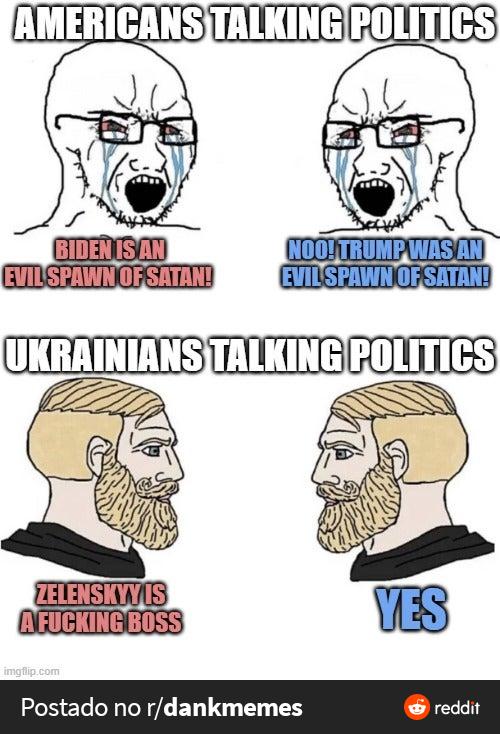 AMERICANS TALKING POLITICS
BIDEN IS AN
EVIL SPAWN OF SATAN!
NOO! TRUMP WAS AN
EVIL SPAWN OF SATAN!
UKRAINIANS TALKING POLITICS
ZELENSKYY IS
A FUCKING BOSS
YES
imgflip.com
Postado no r/dankmemes
reddit